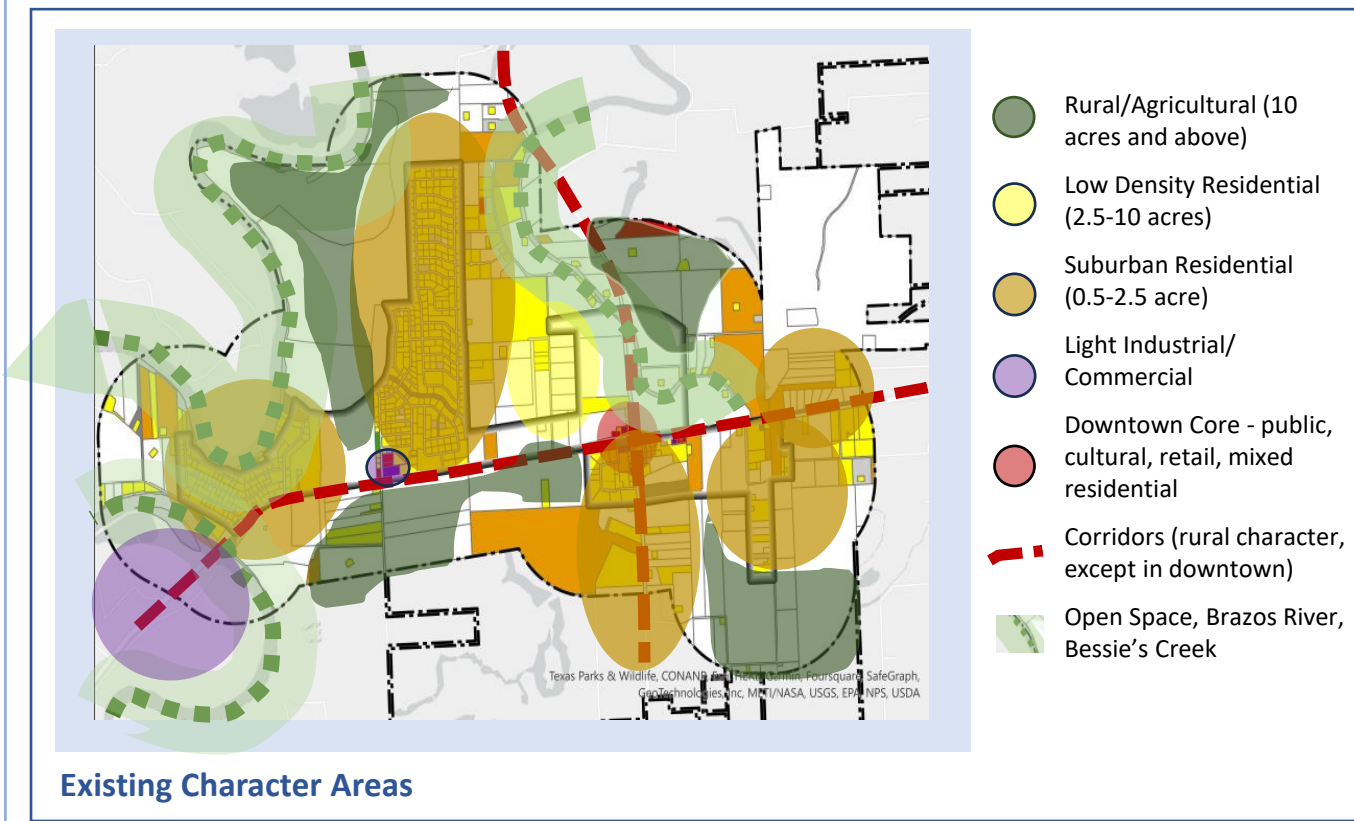 Rural/Agricultural (10
acres and above)
Low Density Residential
(2.5-10 acres)
Suburban Residential
(0.5-2.5 acre)
Light Industrial/
Commercial
Downtown Core - public,
cultural, retail, mixed
residential
Corridors (rural character,
except in downtown)
Open Space, Brazos River,
Bessie's Creek
Texas Parks & Wildlife, CONANP, Garmin, Foursquare, SafeGraph,
GeoTechnologies, Inc, METI/NASA, USGS, EPA, NPS, USDA
Existing Character Areas